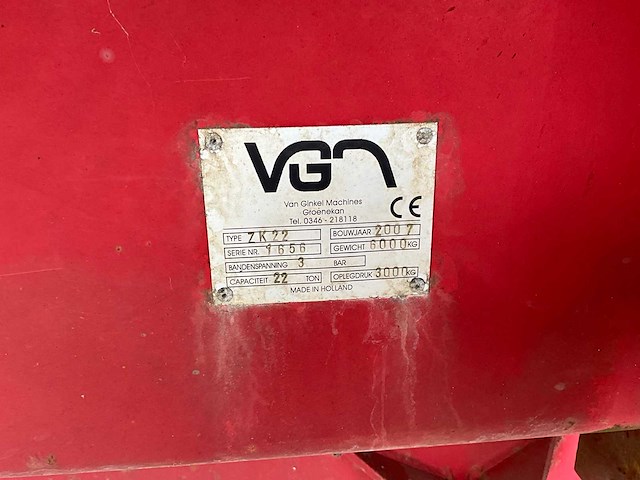 VGN
Van Ginkel Machines
Groenekan
Tel. 0346 - 218118
CE
TYPE ZK22 BOUWJAAR 2007
SERIE NR. 1656 GEWICHT 6000 KG
BANDENSPANNING 3 BAR
CAPACITEIT 22 TON OPLEGDRUK 3000 KG
MADE IN HOLLAND